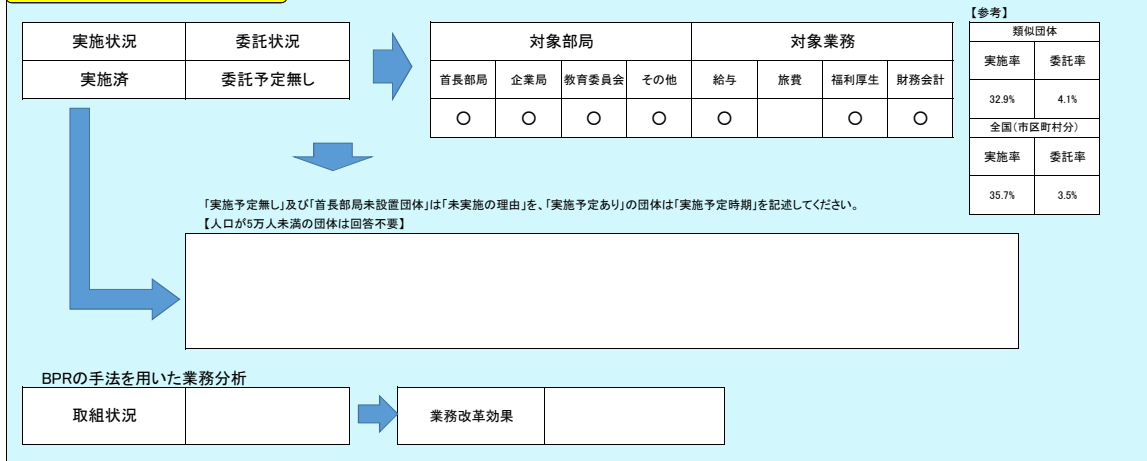 【参考】
実施状況 委託状況
実施済 委託予定無し
対象部局 対象業務
首長部局 企業局 教育委員会 その他 給与 旅費 福利厚生 財務会計
○ ○ ○ ○ ○ ○ ○
類似団体
実施率 委託率
32.9% 4.1%
全国(市区町村分)
実施率 委託率
35.7% 3.5%
「実施予定無し」及び「首長部局未設置団体」は「未実施の理由」を、「実施予定あり」の団体は「実施予定時期」を記述してください。
【人口が5万人未満の団体は回答不要】
BPRの手法を用いた業務分析
取組状況
業務改革効果